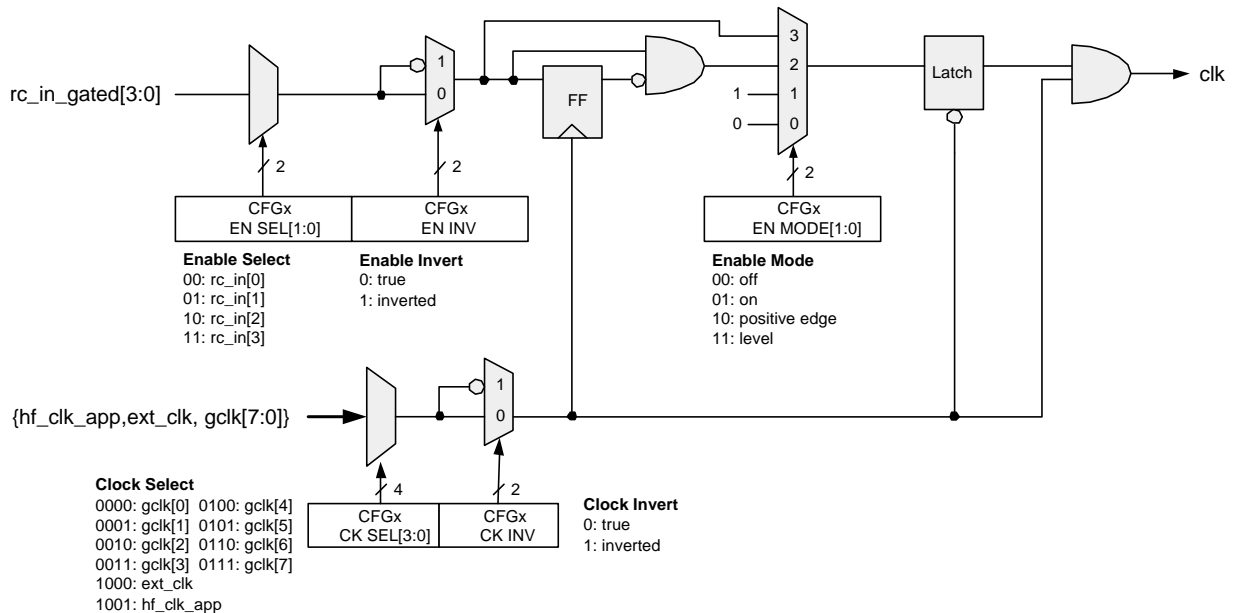 3
1
2
rc_in_gated[3:0]
0
FF
1
1
0
0
Latch
clk
2
2
2
CFGx
EN SEL[1:0]
CFGx
EN INV
CFGx
EN MODE[1:0]
Enable Select
00: rc_in[0]
01: rc_in[1]
10: rc_in[2]
11: rc_in[3]
Enable Invert
0: true
1: inverted
Enable Mode
00: off
01: on
10: positive edge
11: level
1
0
{hf_clk_app,ext_clk, gclk[7:0]}
4
2
CFGx
CK SEL[3:0]
CFGx
CK INV
Clock Select
0000: gclk[0] 0100: gclk[4]
0001: gclk[1] 0101: gclk[5]
0010: gclk[2] 0110: gclk[6]
0011: gclk[3] 0111: gclk[7]
1000: ext_clk
1001: hf_clk_app
Clock Invert
0: true
1: inverted